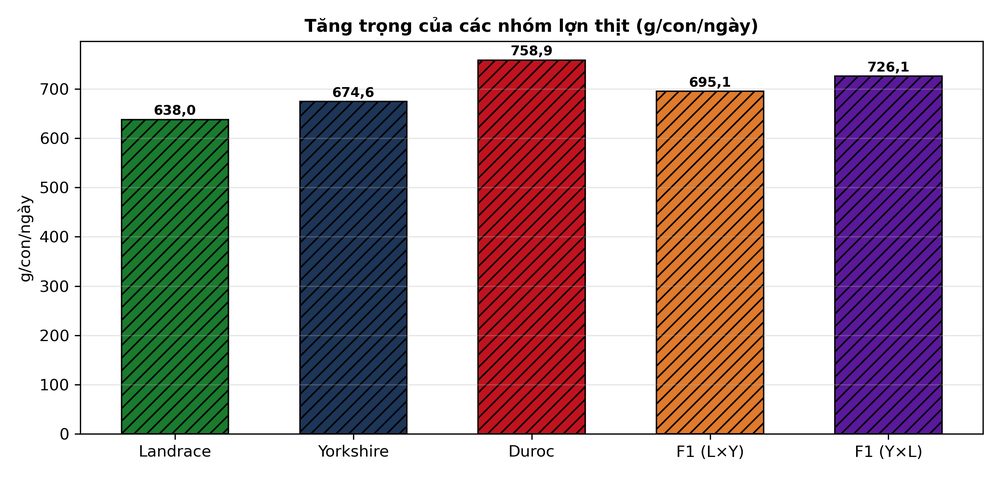 Tăng trọng của các nhóm lợn thịt (g/con/ngày)
g/con/ngày
700
600
500
400
300
200
100
0
638,0
674,6
758,9
695,1
726,1
Landrace
Yorkshire
Duroc
F1 (L×Y)
F1 (Y×L)